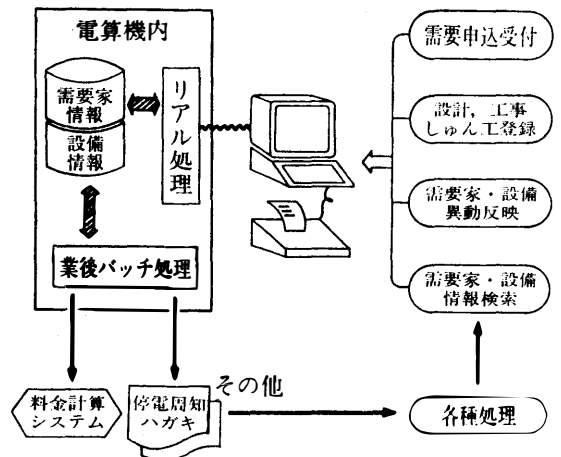 電算機内
需要家
情報
設備
情報
リアル処理
業後バッチ処理
料金計算
システム
停電周知
ハガキ
その他
需要申込受付
設計，工事
しゅん工登録
需要家・設備
異動反映
需要家・設備
情報検索
各種処理